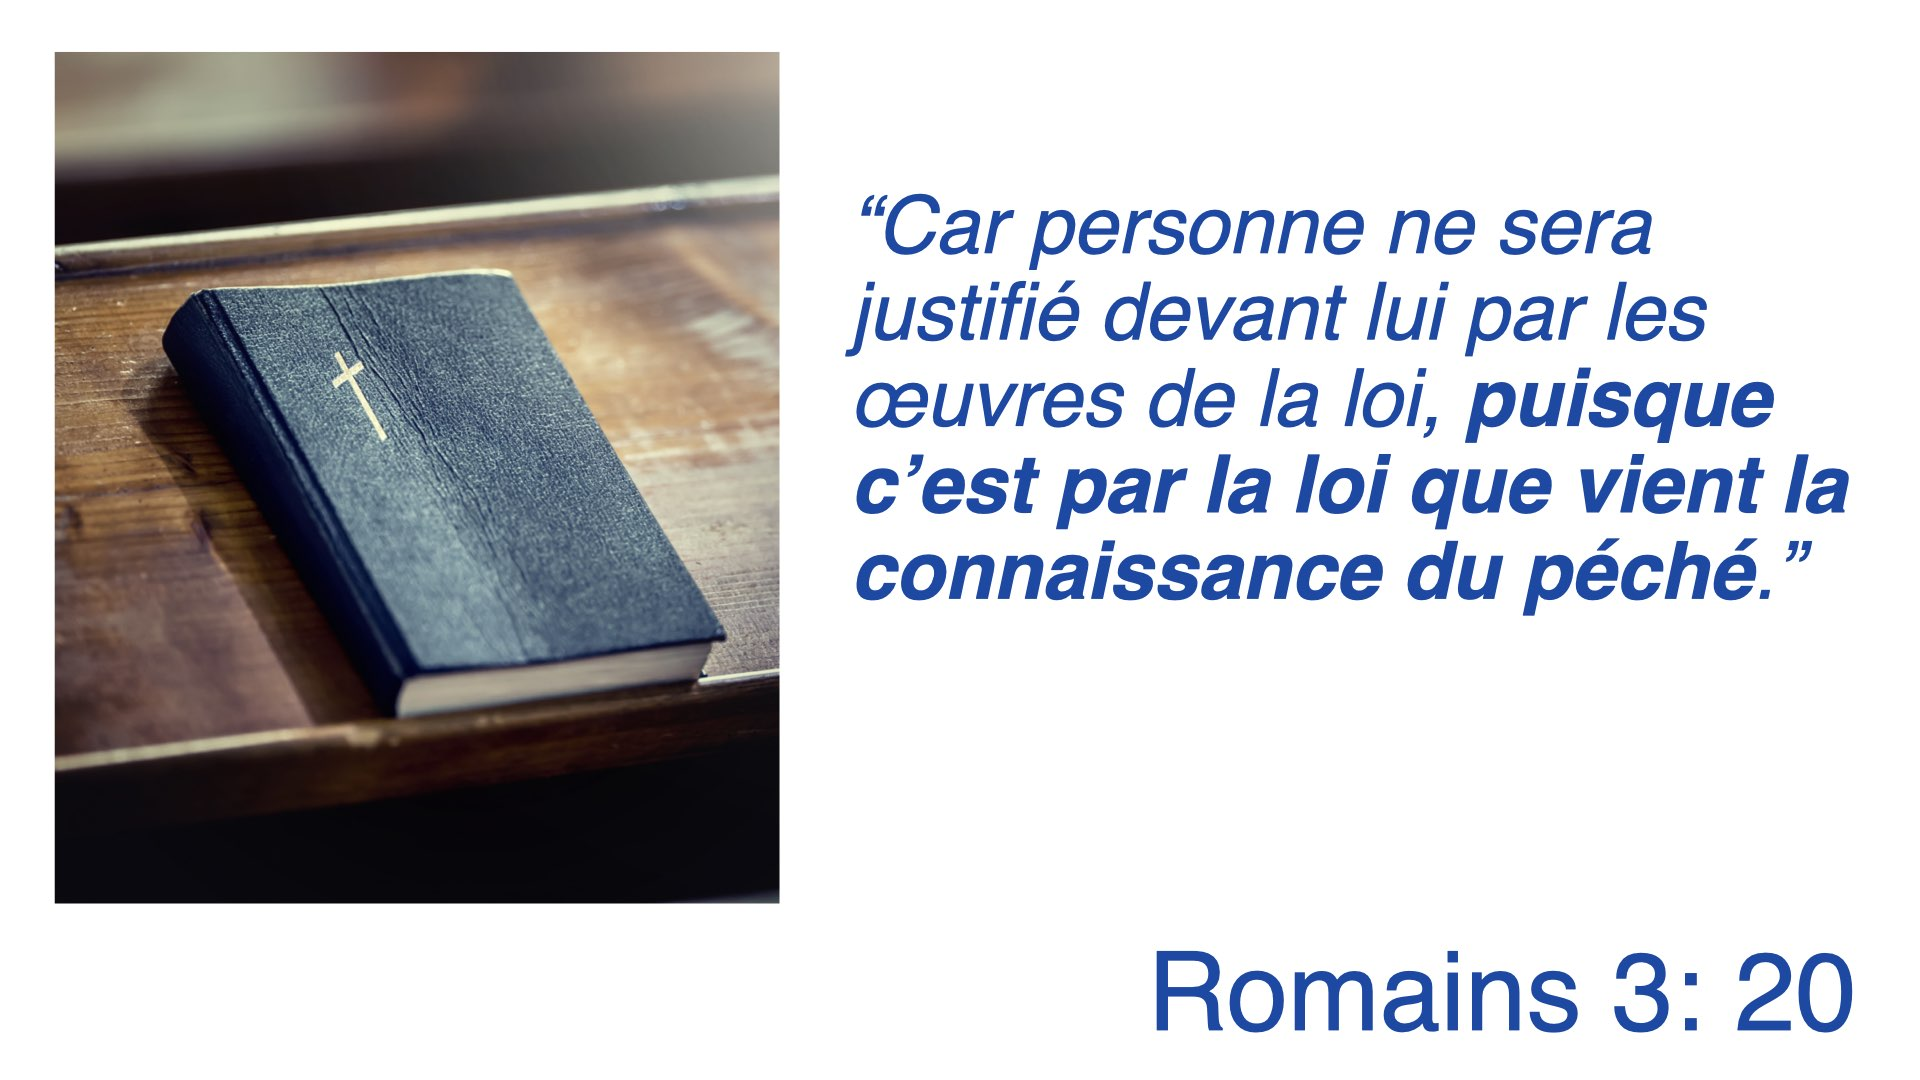 “Car personne ne sera
justifié devant lui par les
œuvres de la loi, puisque
c’est par la loi que vient la
connaissance du péché.”
Romains 3: 20